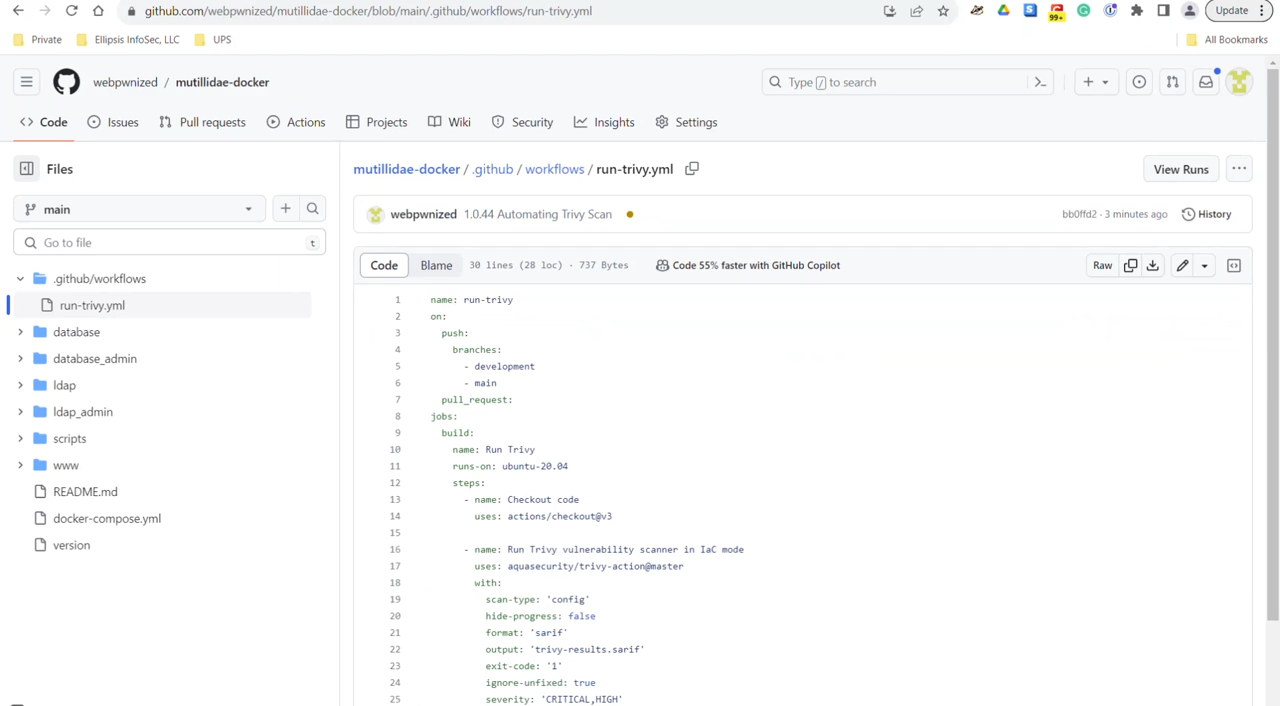 github.com/webpwnized/mutillidae-docker/blob/main/.github/workflows/run-trivy.yml
99+
Update
Private
Ellipsis InfoSec, LLC
UPS
All Bookmarks
webpwnized / mutillidae-docker
Type / to search
Code
Issues
Pull requests
Actions
Projects
Wiki
Security
Insights
Settings
Files
mutillidae-docker / .github / workflows / run-trivy.yml
View Runs
main
webpwnized 1.0.44 Automating Trivy Scan
bb0ffd2 · 3 minutes ago
History
Go to file
t
Code
Blame
30 lines (28 loc) · 737 Bytes
Code 55% faster with GitHub Copilot
Raw
.github/workflows
run-trivy.yml
database
database_admin
ldap
ldap_admin
scripts
www
README.md
docker-compose.yml
version
1 name: run-trivy
2 on:
3 push:
4 branches:
5 - development
6 - main
7 pull_request:
8 jobs:
9 build:
10 name: Run Trivy
11 runs-on: ubuntu-20.04
12 steps:
13 - name: Checkout code
14 uses: actions/checkout@v3
15
16 - name: Run Trivy vulnerability scanner in IaC mode
17 uses: aquasecurity/trivy-action@master
18 with:
19 scan-type: 'config'
20 hide-progress: false
21 format: 'sarif'
22 output: 'trivy-results.sarif'
23 exit-code: '1'
24 ignore-unfixed: true
25 severity: 'CRITICAL,HIGH'